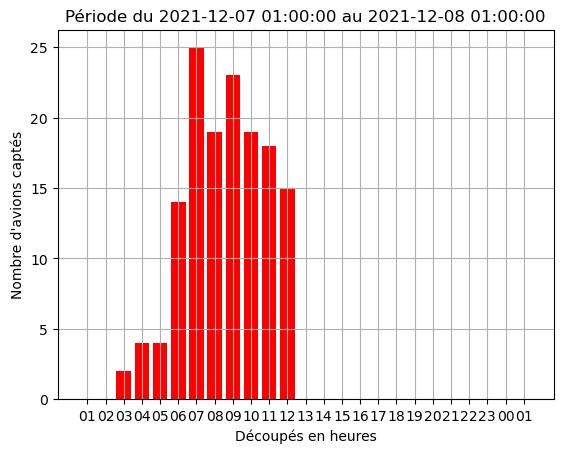 Période du 2021-12-07 01:00:00 au 2021-12-08 01:00:00
Nombre d'avions captés
25
20
15
10
5
0
01 02 03 04 05 06 07 08 09 10 11 12 13 14 15 16 17 18 19 20 21 22 23 00 01
Découpés en heures